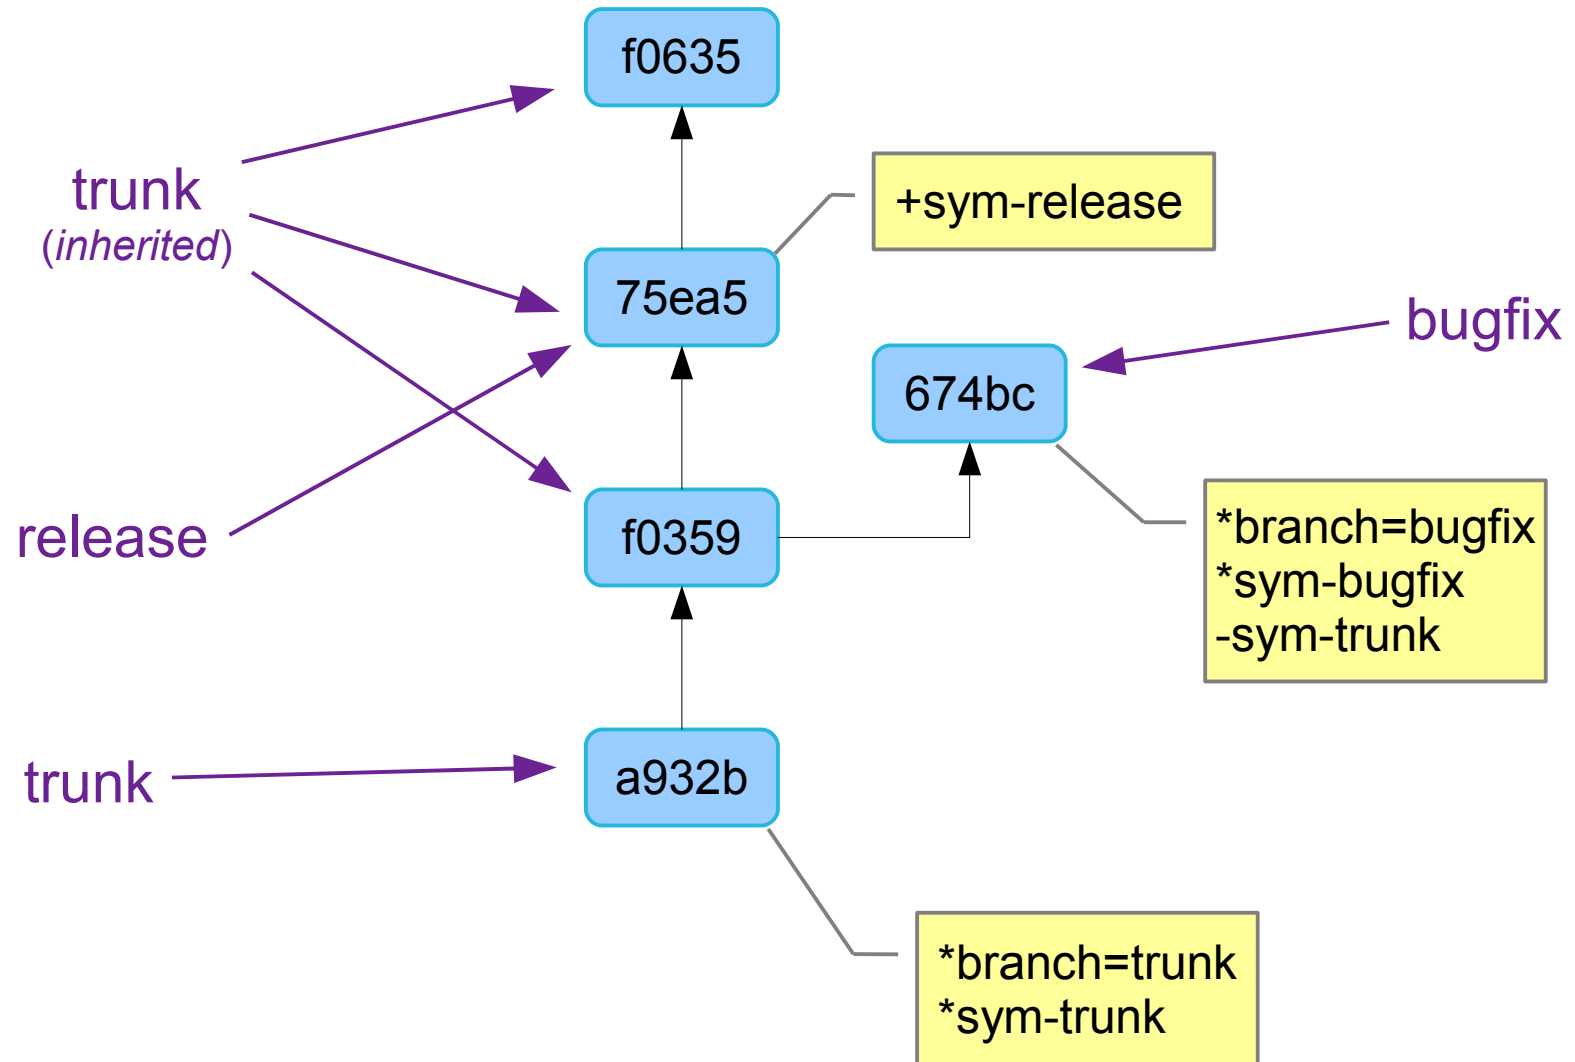 f0635
trunk
(inherited)
+sym-release
75ea5
bugfix
674bc
release
f0359
*branch=bugfix
*sym-bugfix
-sym-trunk
trunk
a932b
*branch=trunk
*sym-trunk